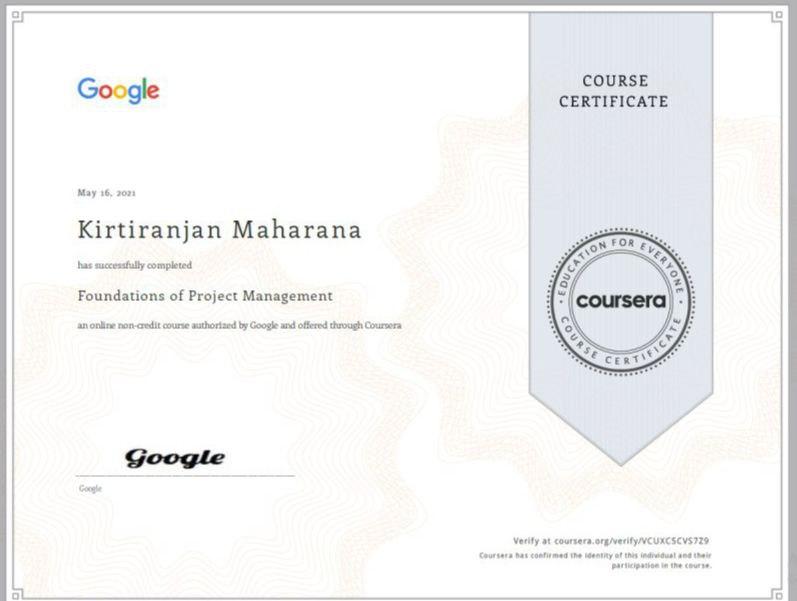 Google
COURSE
CERTIFICATE
May 16, 2021
Kirtiranjan Maharana
has successfully completed
Foundations of Project Management
an online non-credit course authorized by Google and offered through Coursera
EDUCATION FOR EVERYONE
coursera
COURSE CERTIFICATE
Google
Google
Verify at coursera.org/verify/VCUXC5CVS7Z9
Coursera has confirmed the identity of this individual and their
participation in the course.